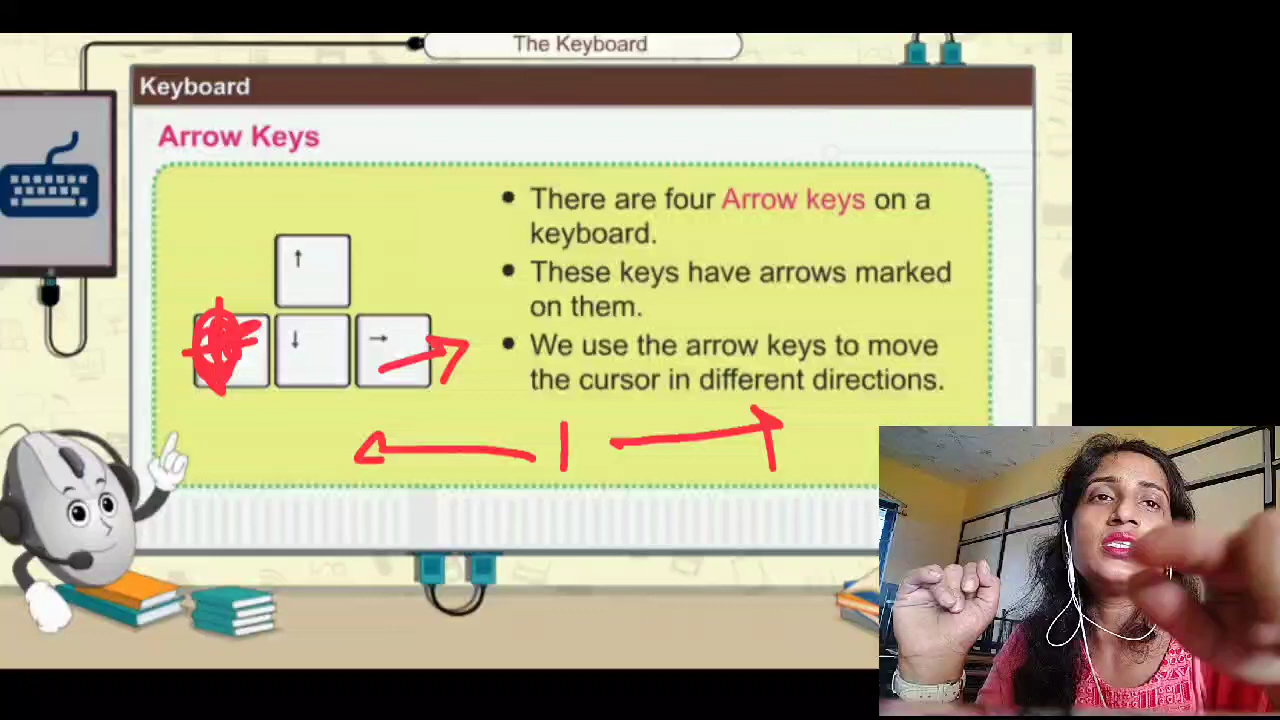 The Keyboard
Keyboard
Arrow Keys
• There are four Arrow keys on a
keyboard.
• These keys have arrows marked
on them.
• We use the arrow keys to move
the cursor in different directions.
↑
↓ →